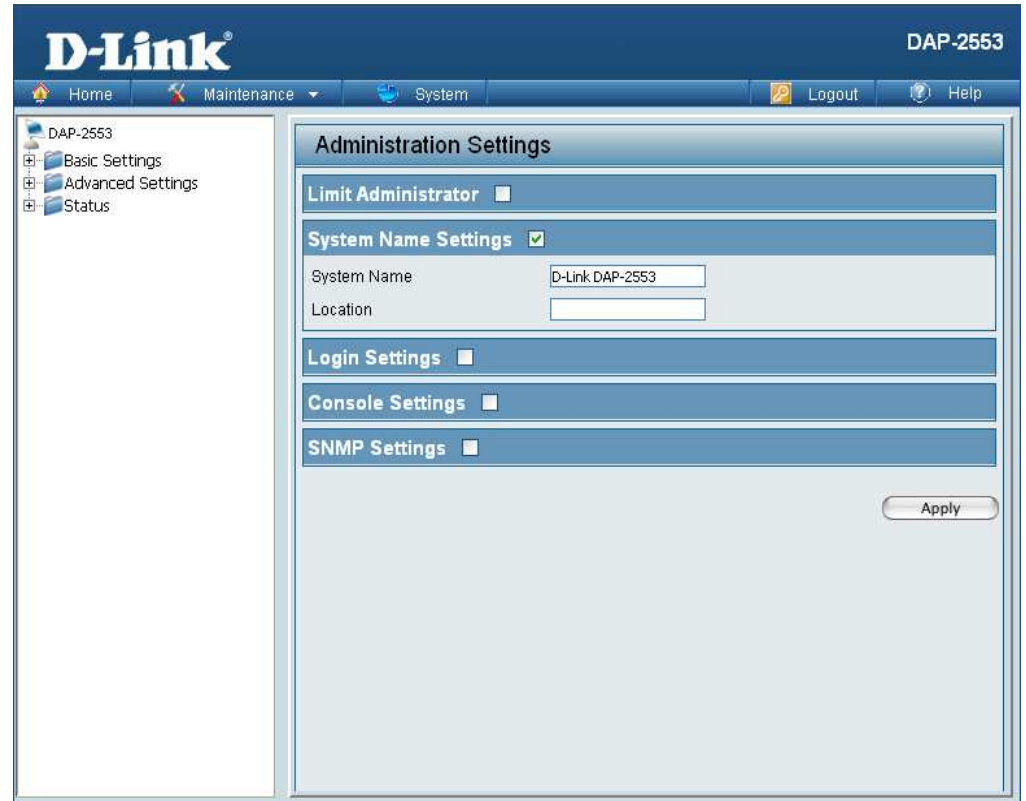 D-Link®
DAP-2553
Home Maintenance System Logout Help
DAP-2553
Basic Settings
Advanced Settings
Status
Administration Settings
Limit Administrator
System Name Settings
System Name D-Link DAP-2553
Location
Login Settings
Console Settings
SNMP Settings
Apply